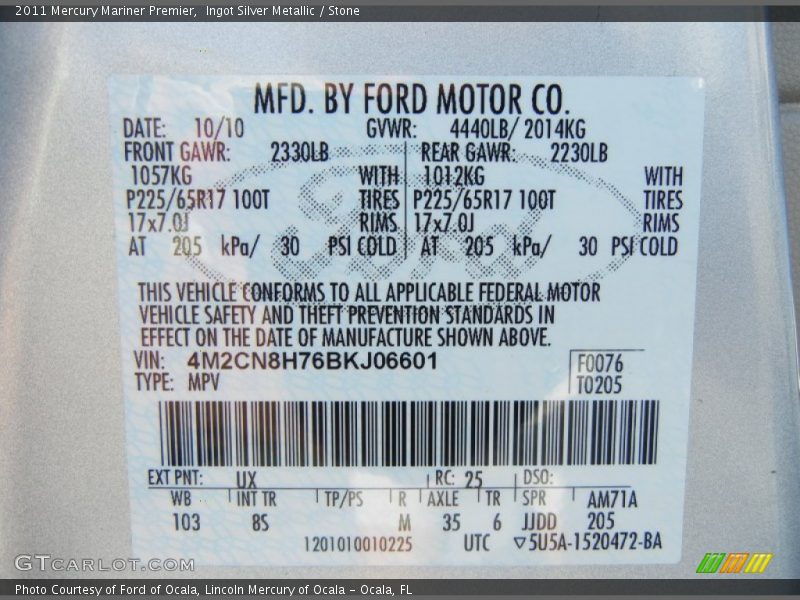 2011 Mercury Mariner Premier,  Ingot Silver Metallic / Stone
MFD. BY FORD MOTOR CO.
DATE: 10/10 GVWR: 4440LB/ 2014KG
FRONT GAWR: 2330LB REAR GAWR: 2230LB
1057KG WITH 1012KG WITH
P225/65R17 100T TIRES P225/65R17 100T TIRES
17x7.0J RIMS 17x7.0J RIMS
AT 205 kPa/ 30 PSI COLD AT 205 kPa/ 30 PSI COLD
Ford
THIS VEHICLE CONFORMS TO ALL APPLICABLE FEDERAL MOTOR
VEHICLE SAFETY AND THEFT PREVENTION STANDARDS IN
EFFECT ON THE DATE OF MANUFACTURE SHOWN ABOVE.
VIN: 4M2CN8H76BKJ06601 F0076
TYPE: MPV T0205
EXT PNT: UX RC: 25 DSO:
WB INT TR TP/PS R AXLE TR SPR AM71A
103 8S M 35 6 JJDD 205
1201010010225 UTC ▽5U5A-1520472-BA
GTCARLOT.COM
Photo Courtesy of Ford of Ocala, Lincoln Mercury of Ocala – Ocala, FL